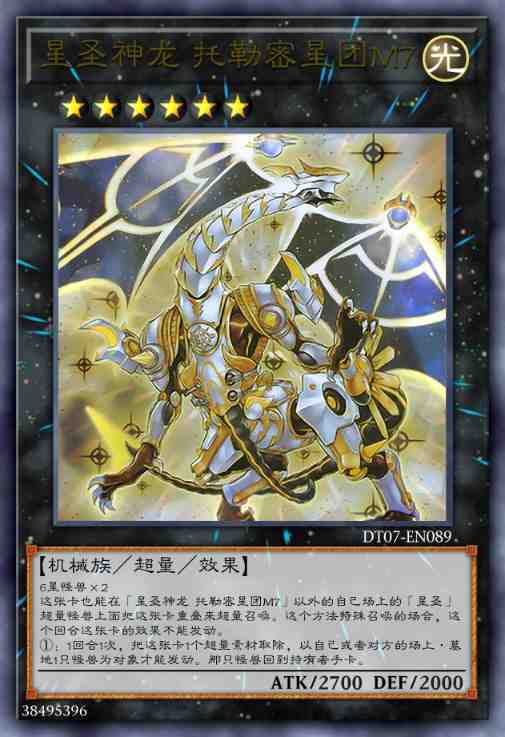 星圣神龙 托勒密星团M7
光
DT07-EN089
【机械族／超量／效果】
6星怪兽×2
这张卡也能在「星圣神龙 托勒密星团M7」以外的自己场上的「星圣」
超量怪兽上面把这张卡重叠来超量召唤。这个方法特殊召唤的场合，这
个回合这张卡的效果不能发动。
①：1回合1次，把这张卡1个超量素材取除，以自己或者对方的场上·墓
地1只怪兽为对象才能发动。那只怪兽回到持有者手卡。
ATK/2700 DEF/2000
38495396